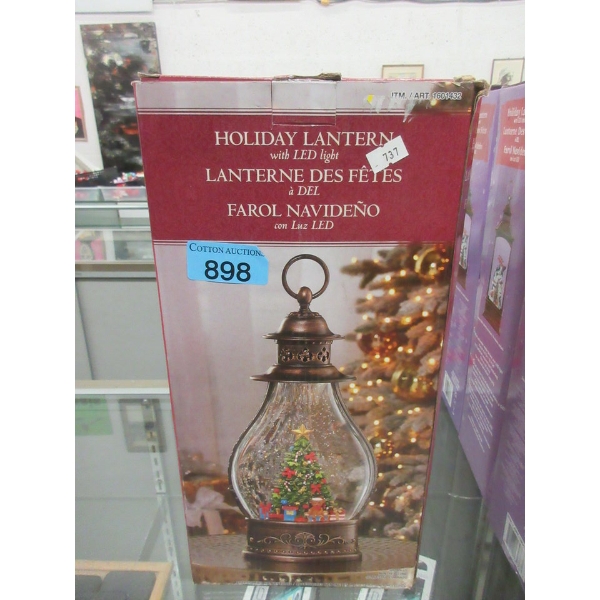 ITM. / ART. 1601432
HOLIDAY LANTERN
with LED light
737
LANTERNE DES FÊTES
à DEL
FAROL NAVIDEÑO
con Luz LED
COTTON AUCTION
898